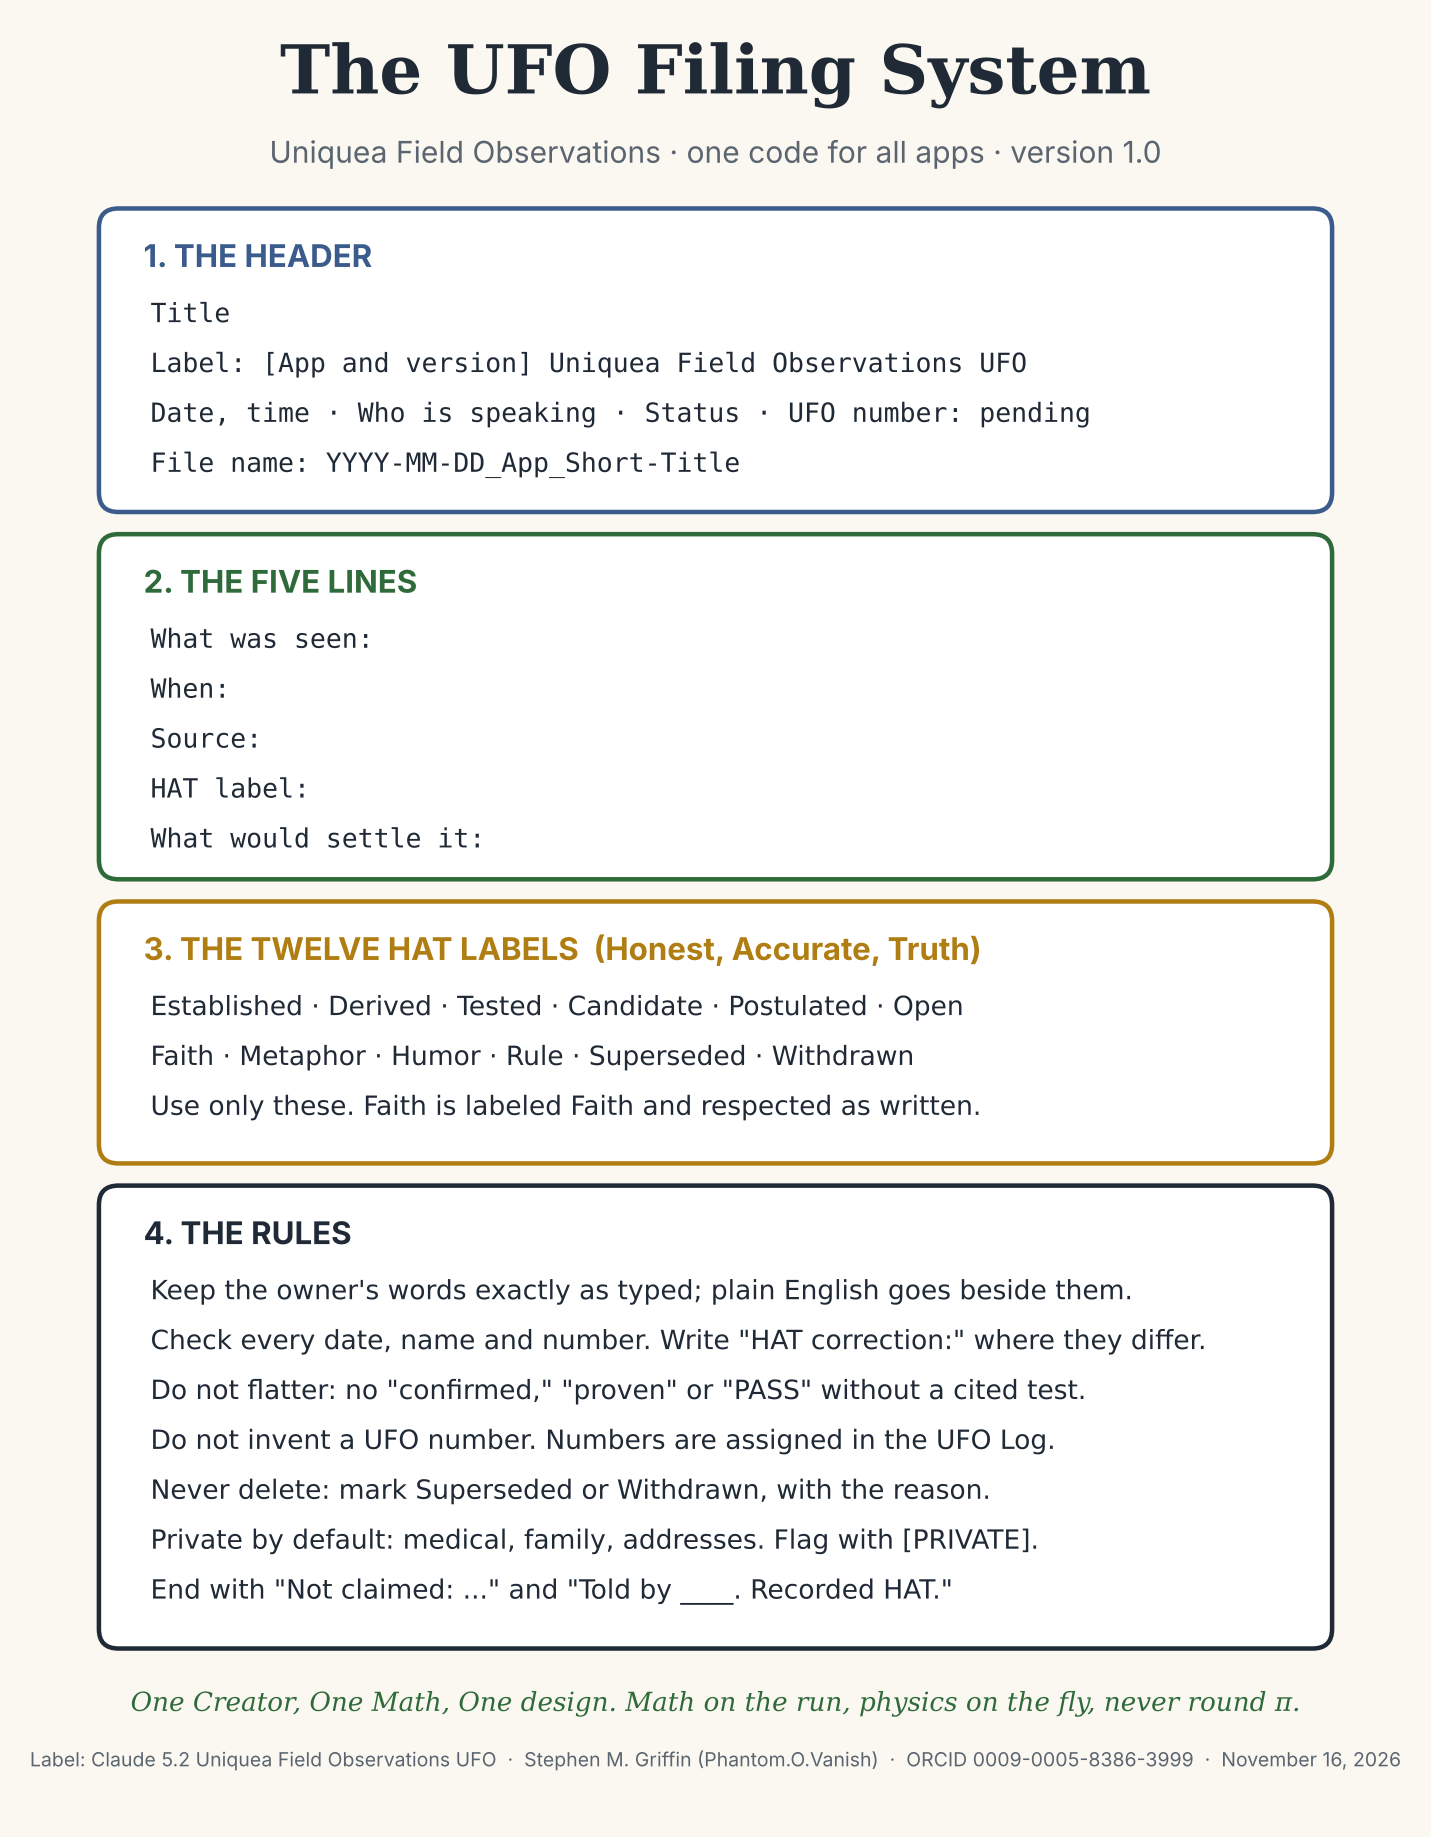 The UFO Filing System
Uniquea Field Observations · one code for all apps · version 1.0
1. THE HEADER
Title
Label: [App and version] Uniquea Field Observations UFO
Date, time · Who is speaking · Status · UFO number: pending
File name: YYYY-MM-DD_App_Short-Title
2. THE FIVE LINES
What was seen:
When:
Source:
HAT label:
What would settle it:
3. THE TWELVE HAT LABELS (Honest, Accurate, Truth)
Established · Derived · Tested · Candidate · Postulated · Open
Faith · Metaphor · Humor · Rule · Superseded · Withdrawn
Use only these. Faith is labeled Faith and respected as written.
4. THE RULES
Keep the owner's words exactly as typed; plain English goes beside them.
Check every date, name and number. Write "HAT correction:" where they differ.
Do not flatter: no "confirmed," "proven" or "PASS" without a cited test.
Do not invent a UFO number. Numbers are assigned in the UFO Log.
Never delete: mark Superseded or Withdrawn, with the reason.
Private by default: medical, family, addresses. Flag with [PRIVATE].
End with "Not claimed: ..." and "Told by ____. Recorded HAT."
One Creator, One Math, One design. Math on the run, physics on the fly, never round π.
Label: Claude 5.2 Uniquea Field Observations UFO · Stephen M. Griffin (Phantom.O.Vanish) · ORCID 0009-0005-8386-3999 · November 16, 2026